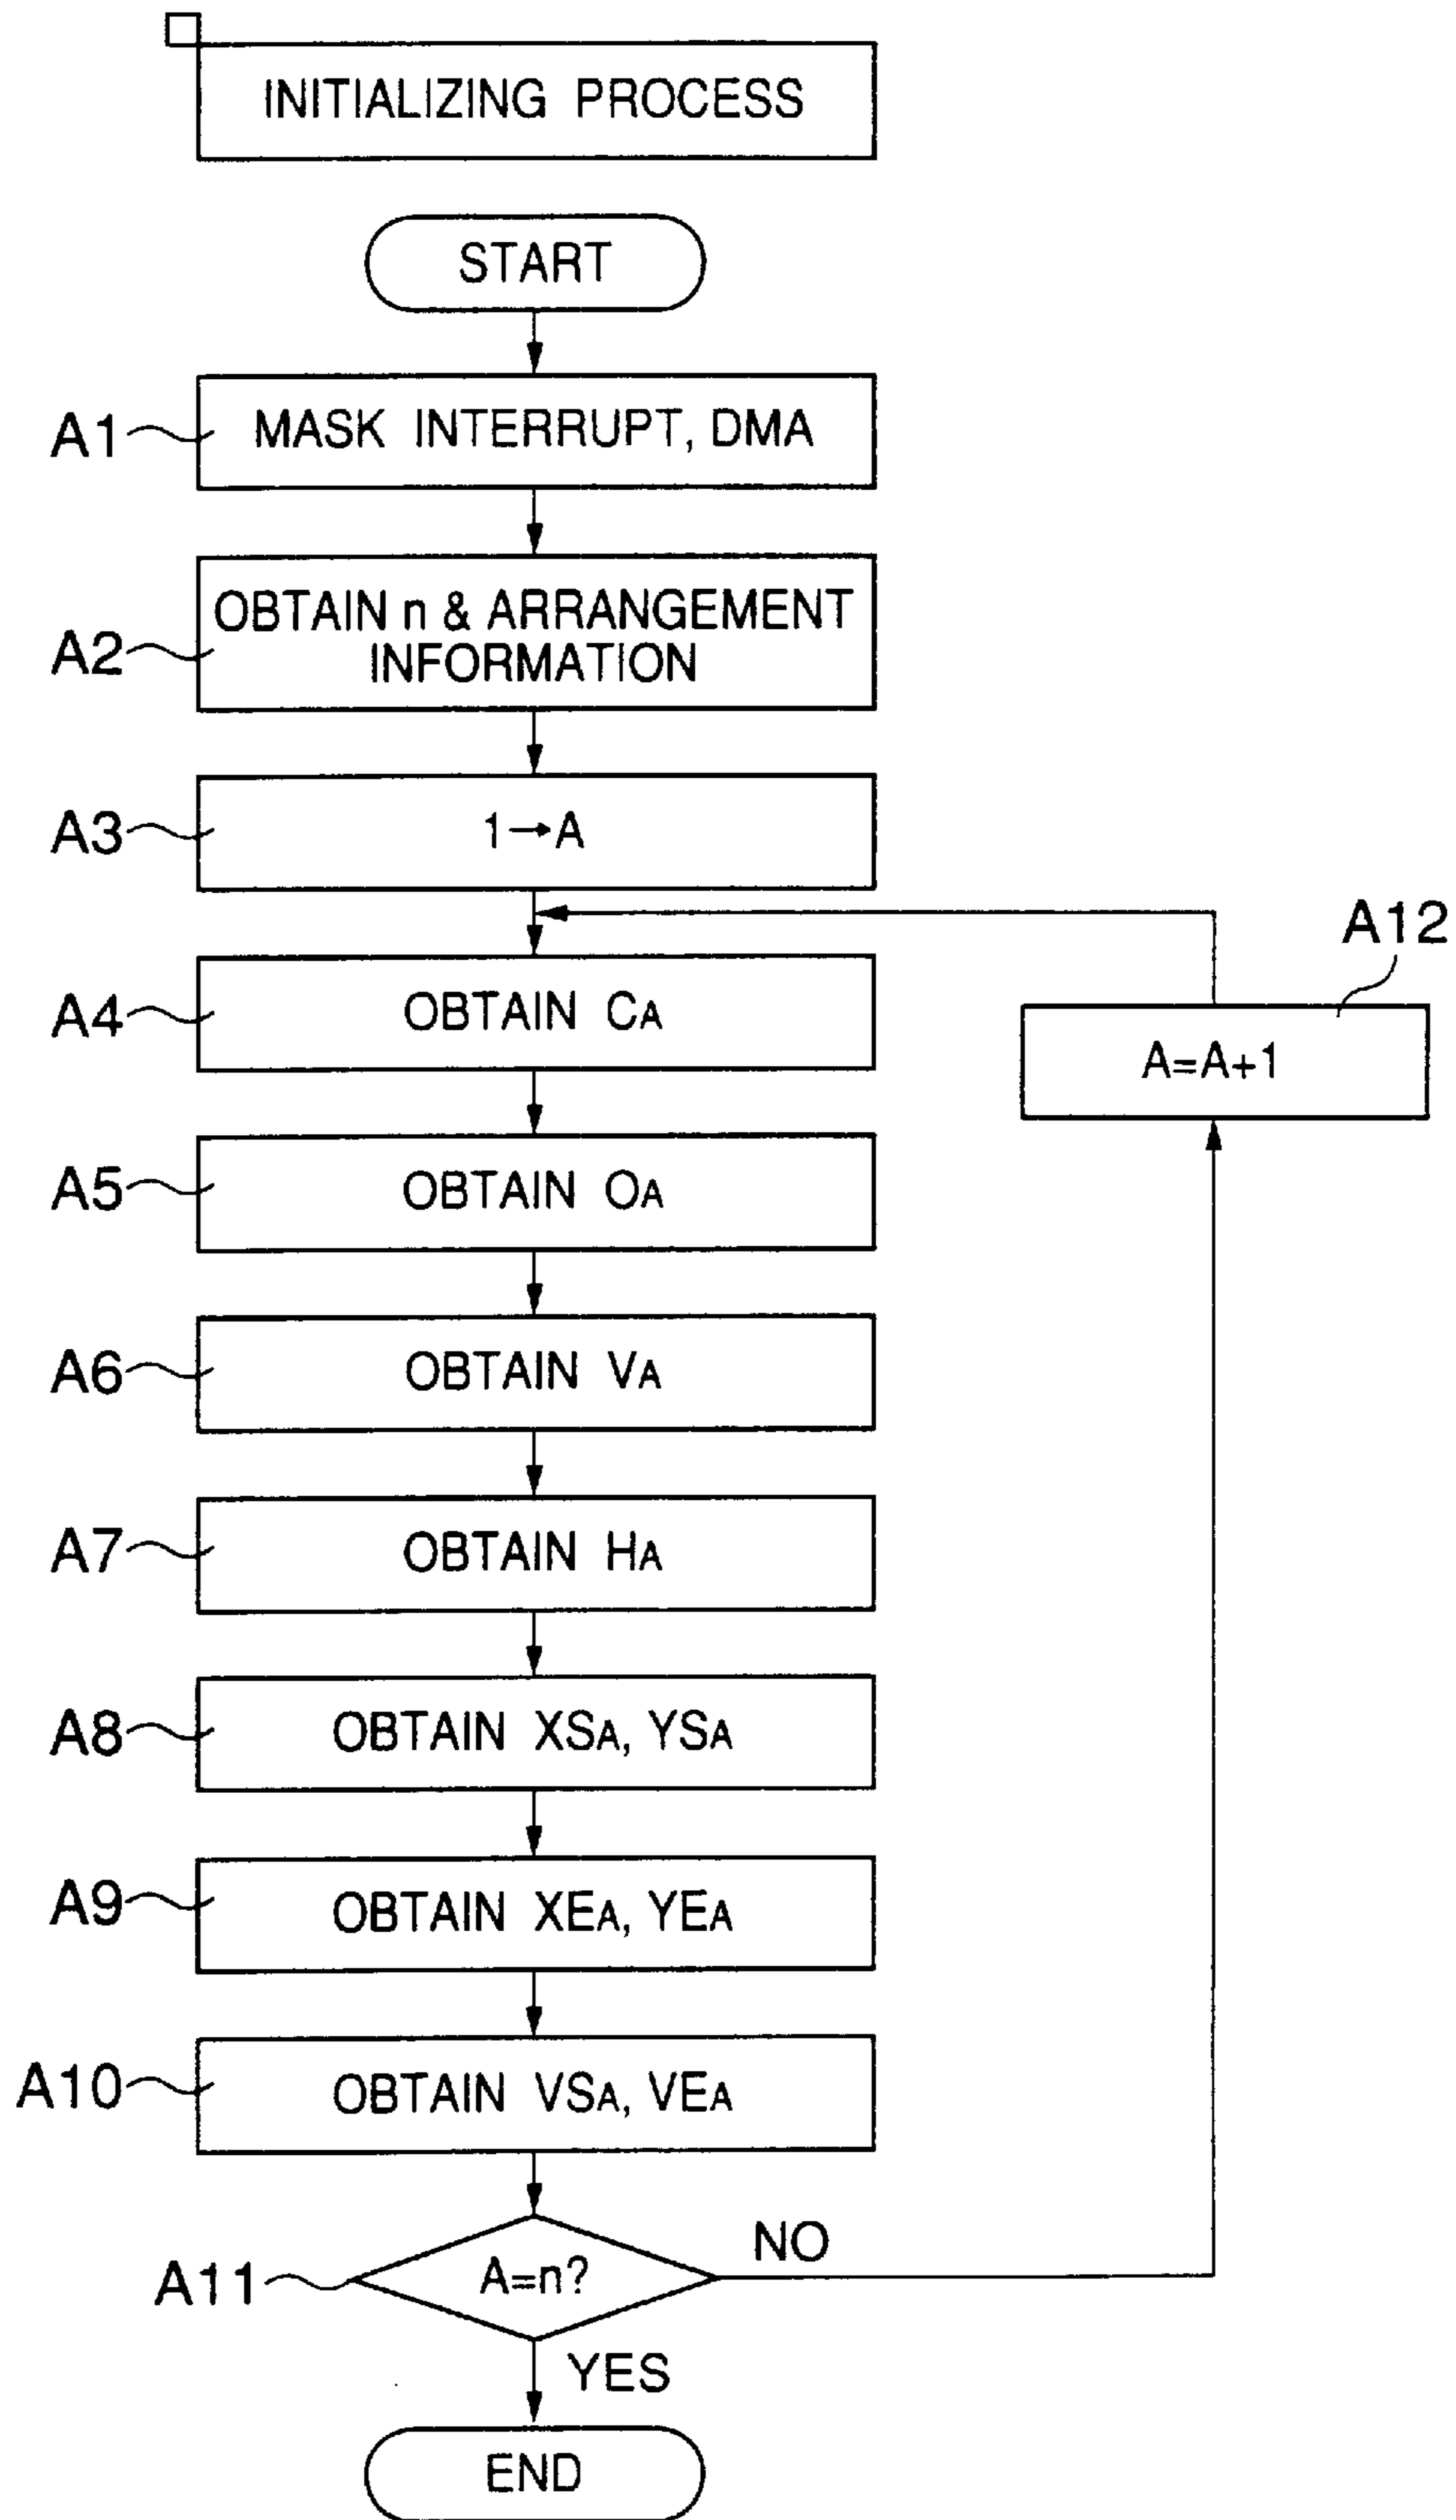 INITIALIZING PROCESS
START
A1
MASK INTERRUPT, DMA
A2
OBTAIN n & ARRANGEMENT
INFORMATION
A3
1→A
A12
A=A+1
A4
OBTAIN CA
A5
OBTAIN OA
A6
OBTAIN VA
A7
OBTAIN HA
A8
OBTAIN XSA, YSA
A9
OBTAIN XEA, YEA
A10
OBTAIN VSA, VEA
A11
A=n?
NO
YES
END